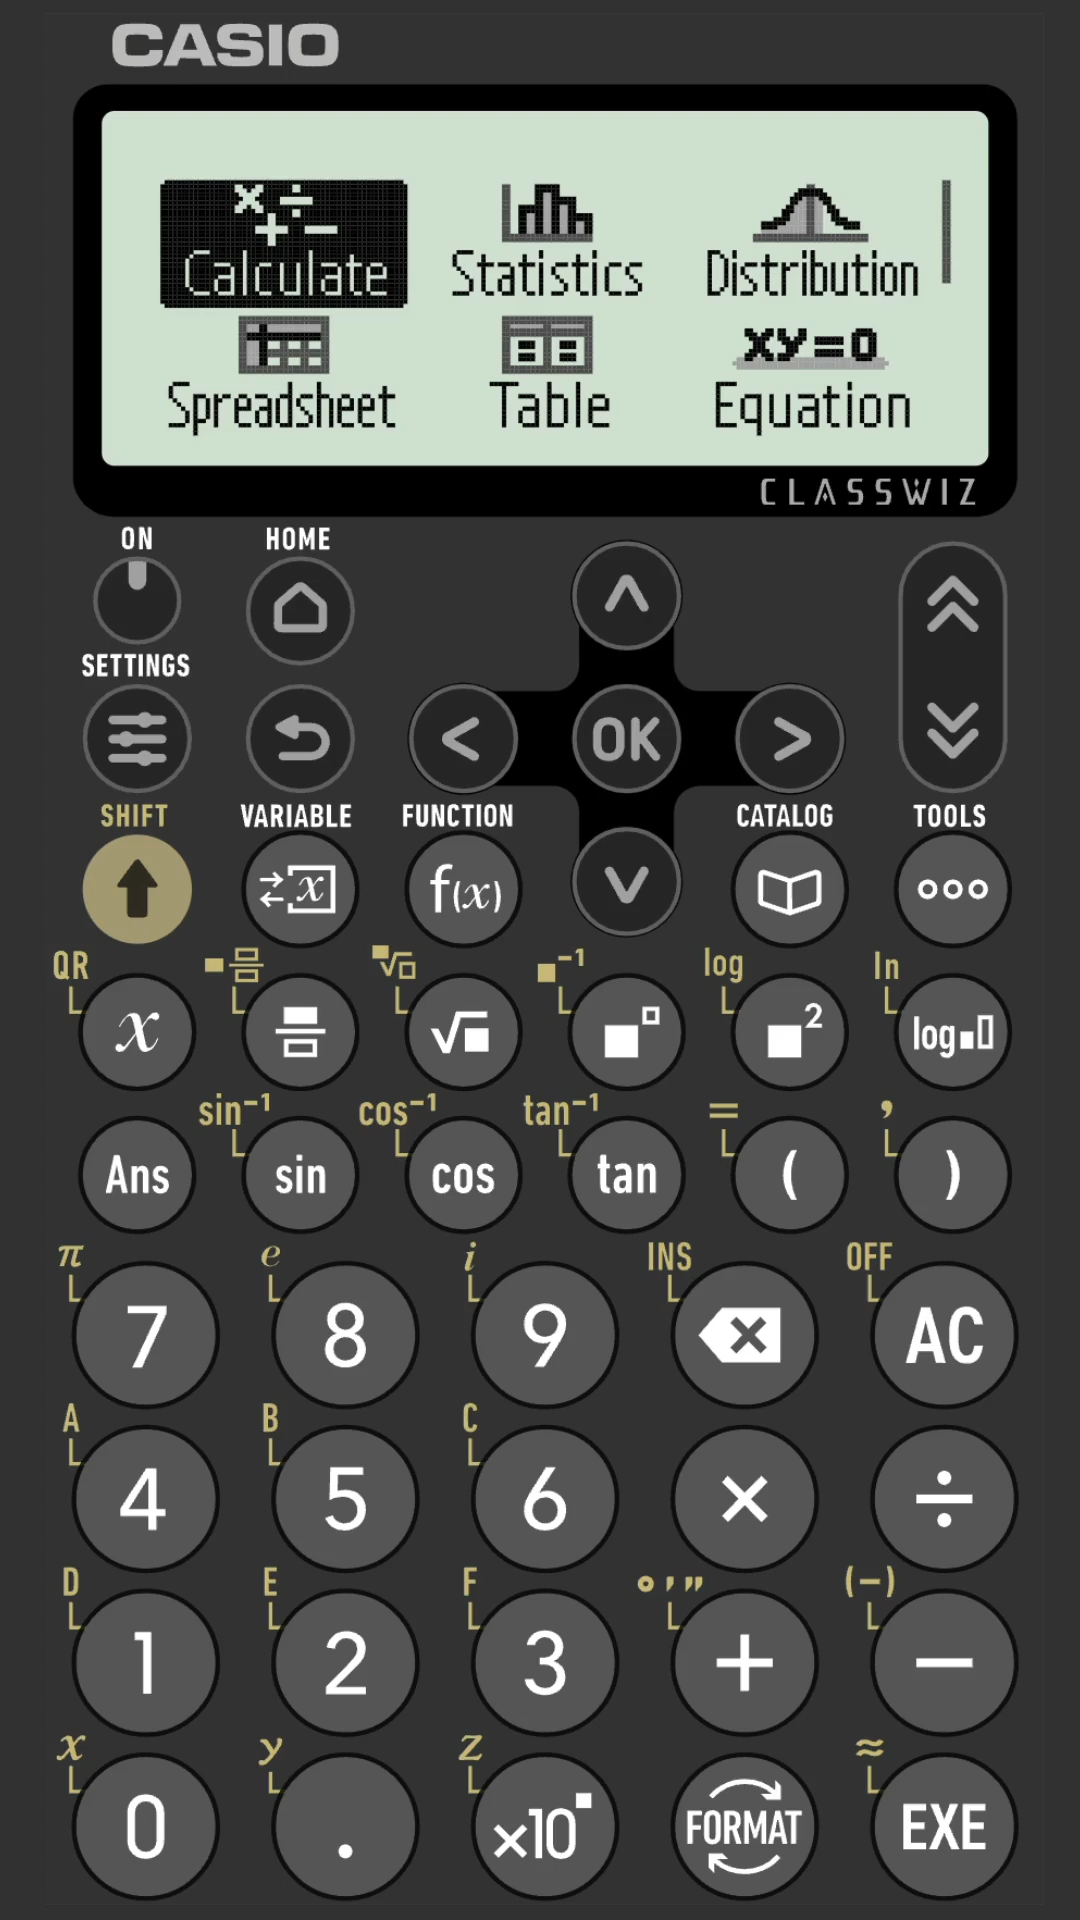 CASIO
Calculate Statistics Distribution
xy=0
Spreadsheet Table Equation
CLASSWIZ
ON HOME
SETTINGS
OK
SHIFT VARIABLE FUNCTION CATALOG TOOLS
x f(x)
QR ■ √ ■⁻¹ log ln
x √■ ■□ ■² log■□
sin⁻¹ cos⁻¹ tan⁻¹ = ,
Ans sin cos tan ( )
π e i INS OFF
7 8 9 AC
A B C
4 5 6 × ÷
D E F ° ′ ″ (−)
1 2 3 + −
x y z ≈
0 . ×10■ FORMAT EXE